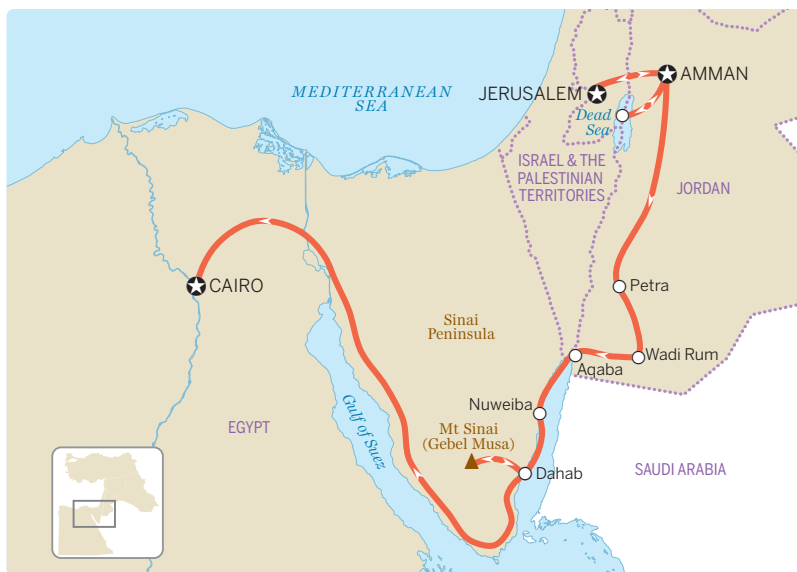 AMMAN
JERUSALEM
MEDITERRANEAN
SEA
Dead
Sea
ISRAEL & THE
PALESTINIAN
TERRITORIES
JORDAN
CAIRO
Petra
Sinai
Peninsula
Wadi Rum
Aqaba
Nuweiba
Gulf of Suez
EGYPT
Mt Sinai
(Gebel Musa)
Dahab
SAUDI ARABIA